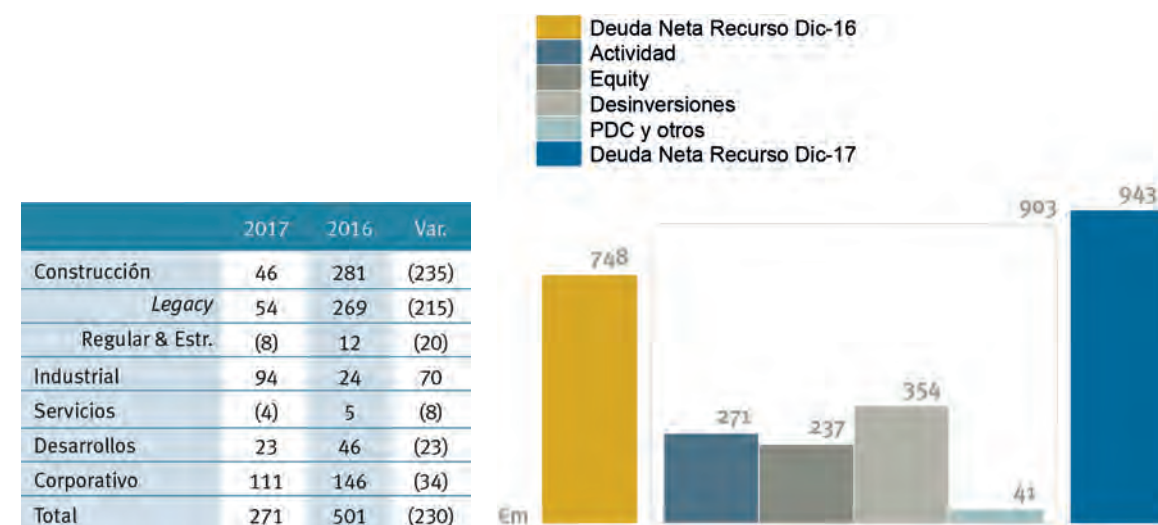 Deuda Neta Recurso Dic-16
Actividad
Equity
Desinversiones
PDC y otros
Deuda Neta Recurso Dic-17
2017 2016 Var.
Construcción 46 281 (235)
Legacy 54 269 (215)
Regular & Estr. (8) 12 (20)
Industrial 94 24 70
Servicios (4) 5 (8)
Desarrollos 23 46 (23)
Corporativo 111 146 (34)
Total 271 501 (230)
748
271
237
354
41
903
943
€m